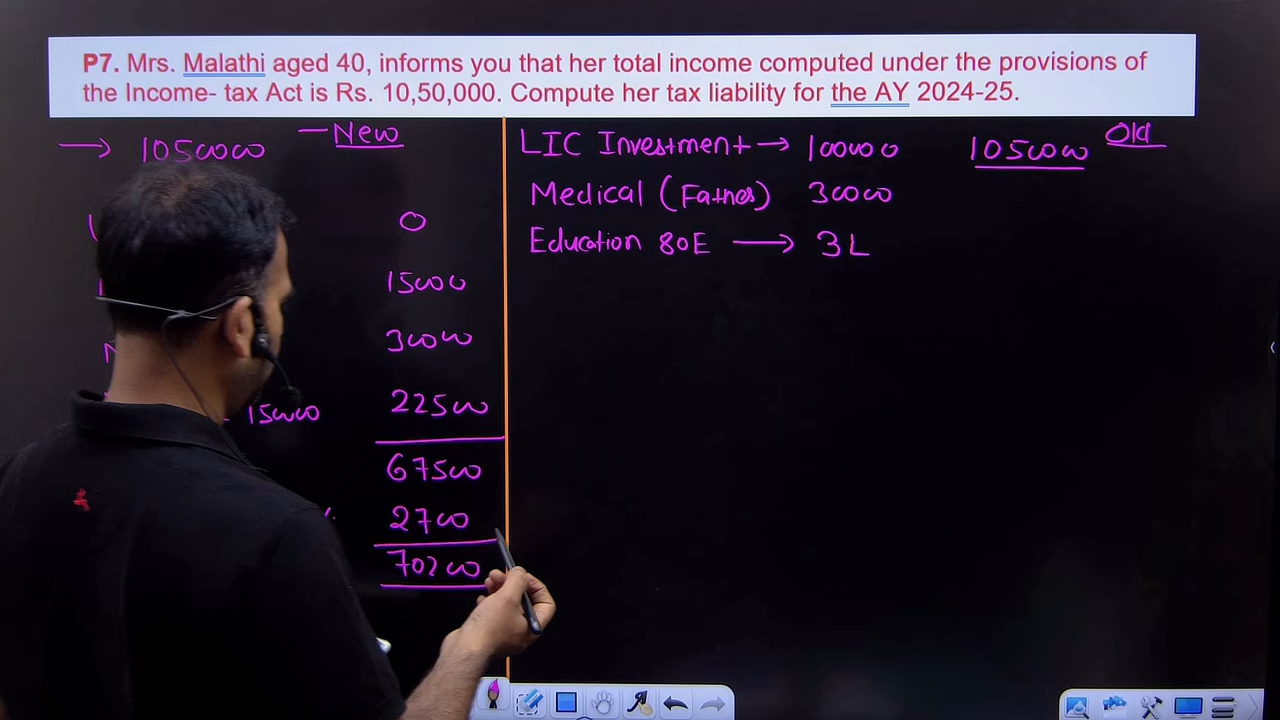 P7. Mrs. Malathi aged 40, informs you that her total income computed under the provisions of
the Income- tax Act is Rs. 10,50,000. Compute her tax liability for the AY 2024-25.
→ 1050000 — New
0
15000
30000
15000 22500
67500
2700
70200
LIC Investment → 100000 1050000 Old
Medical (Father) 30000
Education 80E → 3L